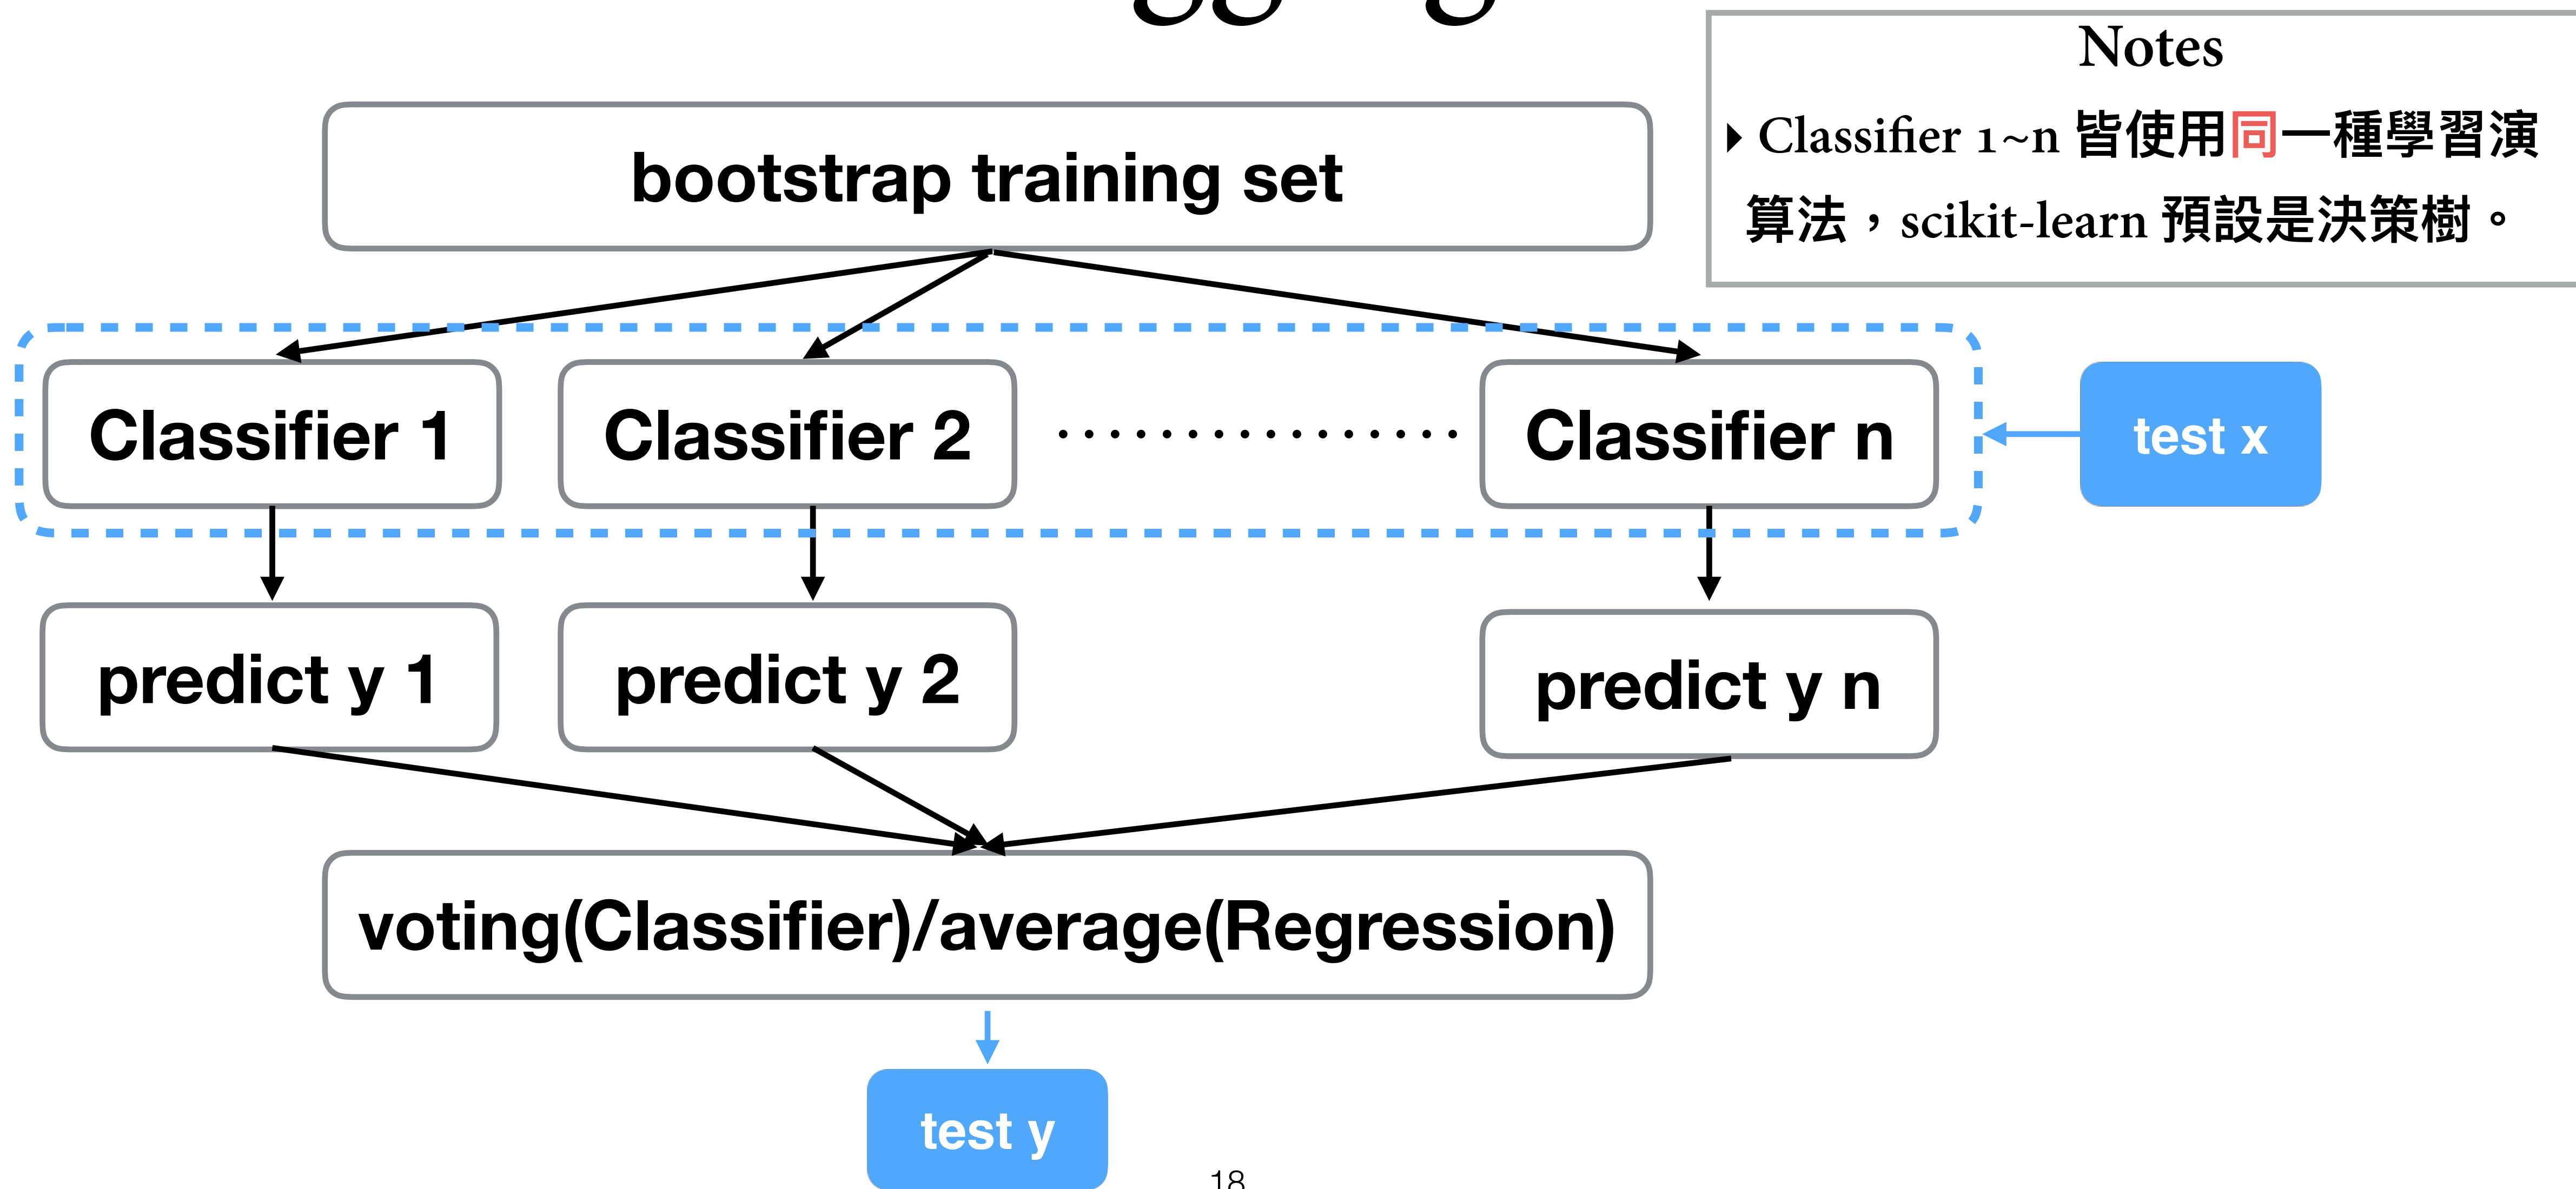 Notes
‣ Classifier 1~n 皆使用同一種學習演
算法，scikit-learn 預設是決策樹。
bootstrap training set
Classifier 1
Classifier 2
Classifier n
test x
predict y 1
predict y 2
predict y n
voting(Classifier)/average(Regression)
test y
18